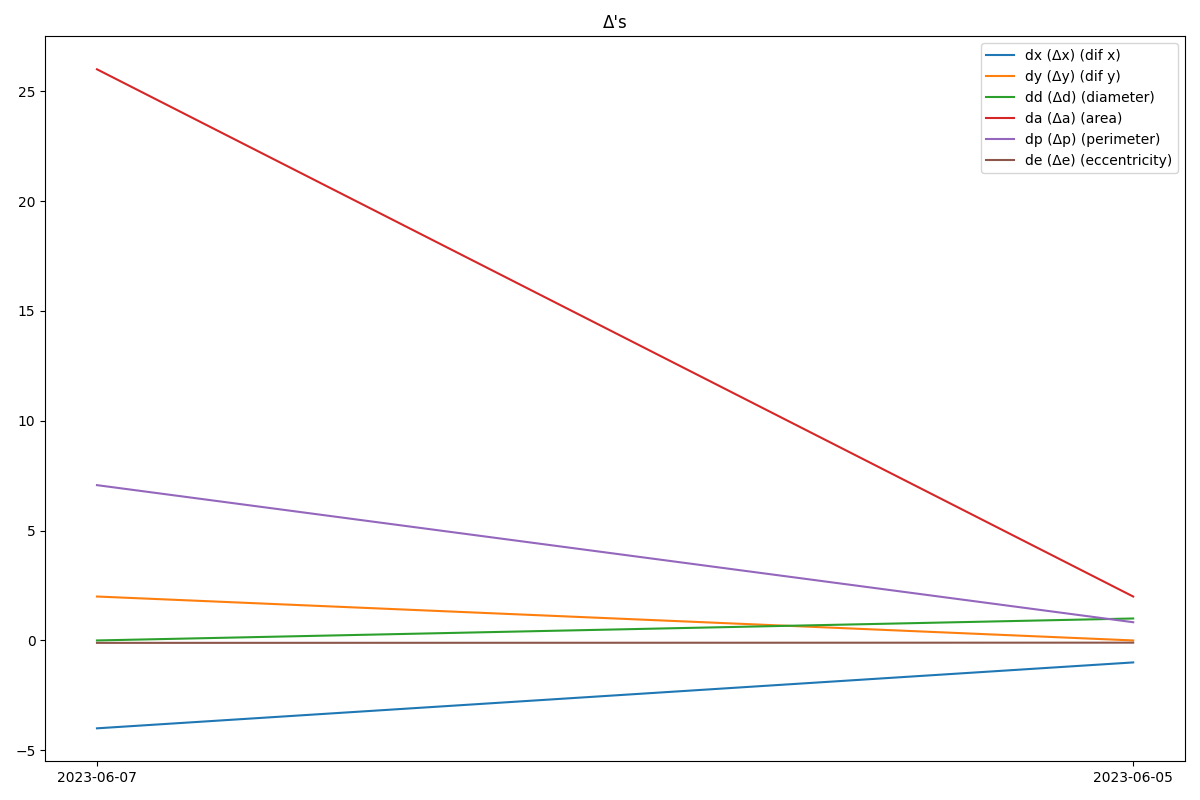 Δ's
dx (Δx) (dif x)
dy (Δy) (dif y)
dd (Δd) (diameter)
da (Δa) (area)
dp (Δp) (perimeter)
de (Δe) (eccentricity)
25
20
15
10
5
0
−5
2023-06-07 2023-06-05